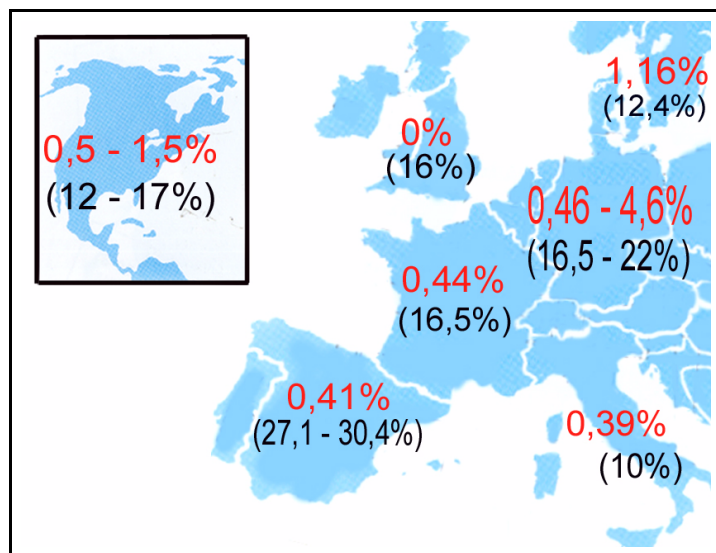 0,5 - 1,5%
(12 - 17%)
1,16%
(12,4%)
0%
(16%)
0,46 - 4,6%
(16,5 - 22%)
0,44%
(16,5%)
0,41%
(27,1 - 30,4%)
0,39%
(10%)